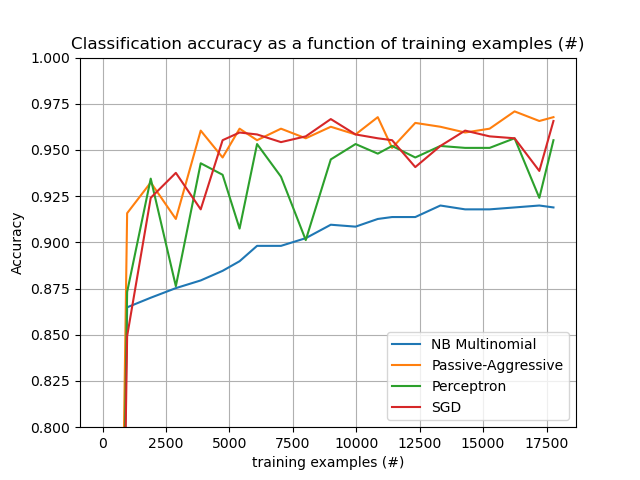 Classification accuracy as a function of training examples (#)
1.000
0.975
0.950
0.925
0.900
0.875
0.850
0.825
0.800
Accuracy
NB Multinomial
Passive-Aggressive
Perceptron
SGD
0 2500 5000 7500 10000 12500 15000 17500
training examples (#)